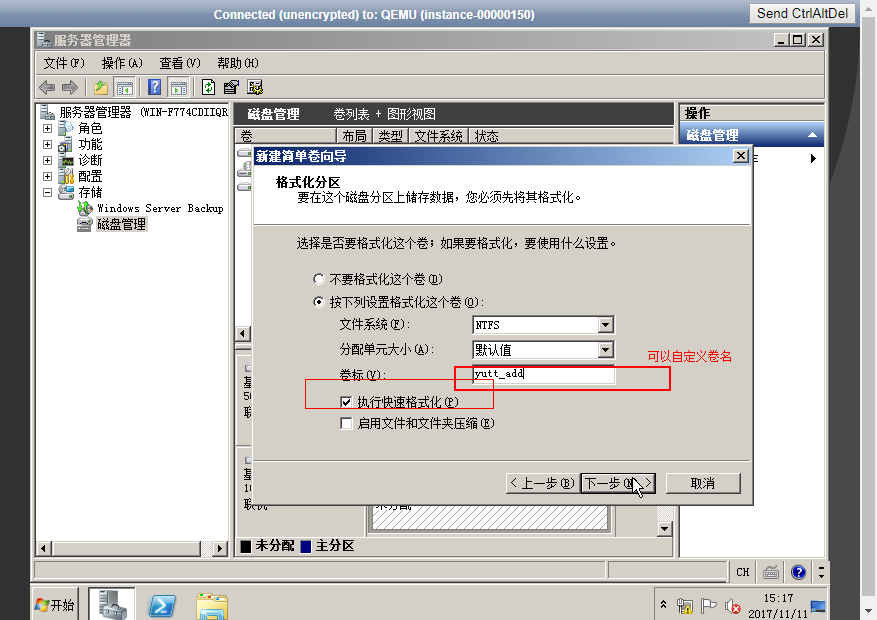 Connected (unencrypted) to: QEMU (instance-00000150)
Send CtrlAltDel
服务器管理器
文件(F) 操作(A) 查看(V) 帮助(H)
服务器管理器 (WIN-F774CDIIQR
角色
功能
诊断
配置
存储
Windows Server Backup
磁盘管理
磁盘管理 卷列表 + 图形视图
卷 布局 类型 文件系统 状态
操作
磁盘管理
新建简单卷向导
格式化分区
要在这个磁盘分区上储存数据，您必须先将其格式化。
选择是否要格式化这个卷；如果要格式化，要使用什么设置。
不要格式化这个卷(D)
按下列设置格式化这个卷(O):
文件系统(F): NTFS
分配单元大小(A): 默认值
可以自定义卷名
卷标(V): yutt_add
执行快速格式化(P)
启用文件和文件夹压缩(E)
<上一步(B) 下一步(N)> 取消
未分配
未分配 主分区
CH
开始
15:17
2017/11/11